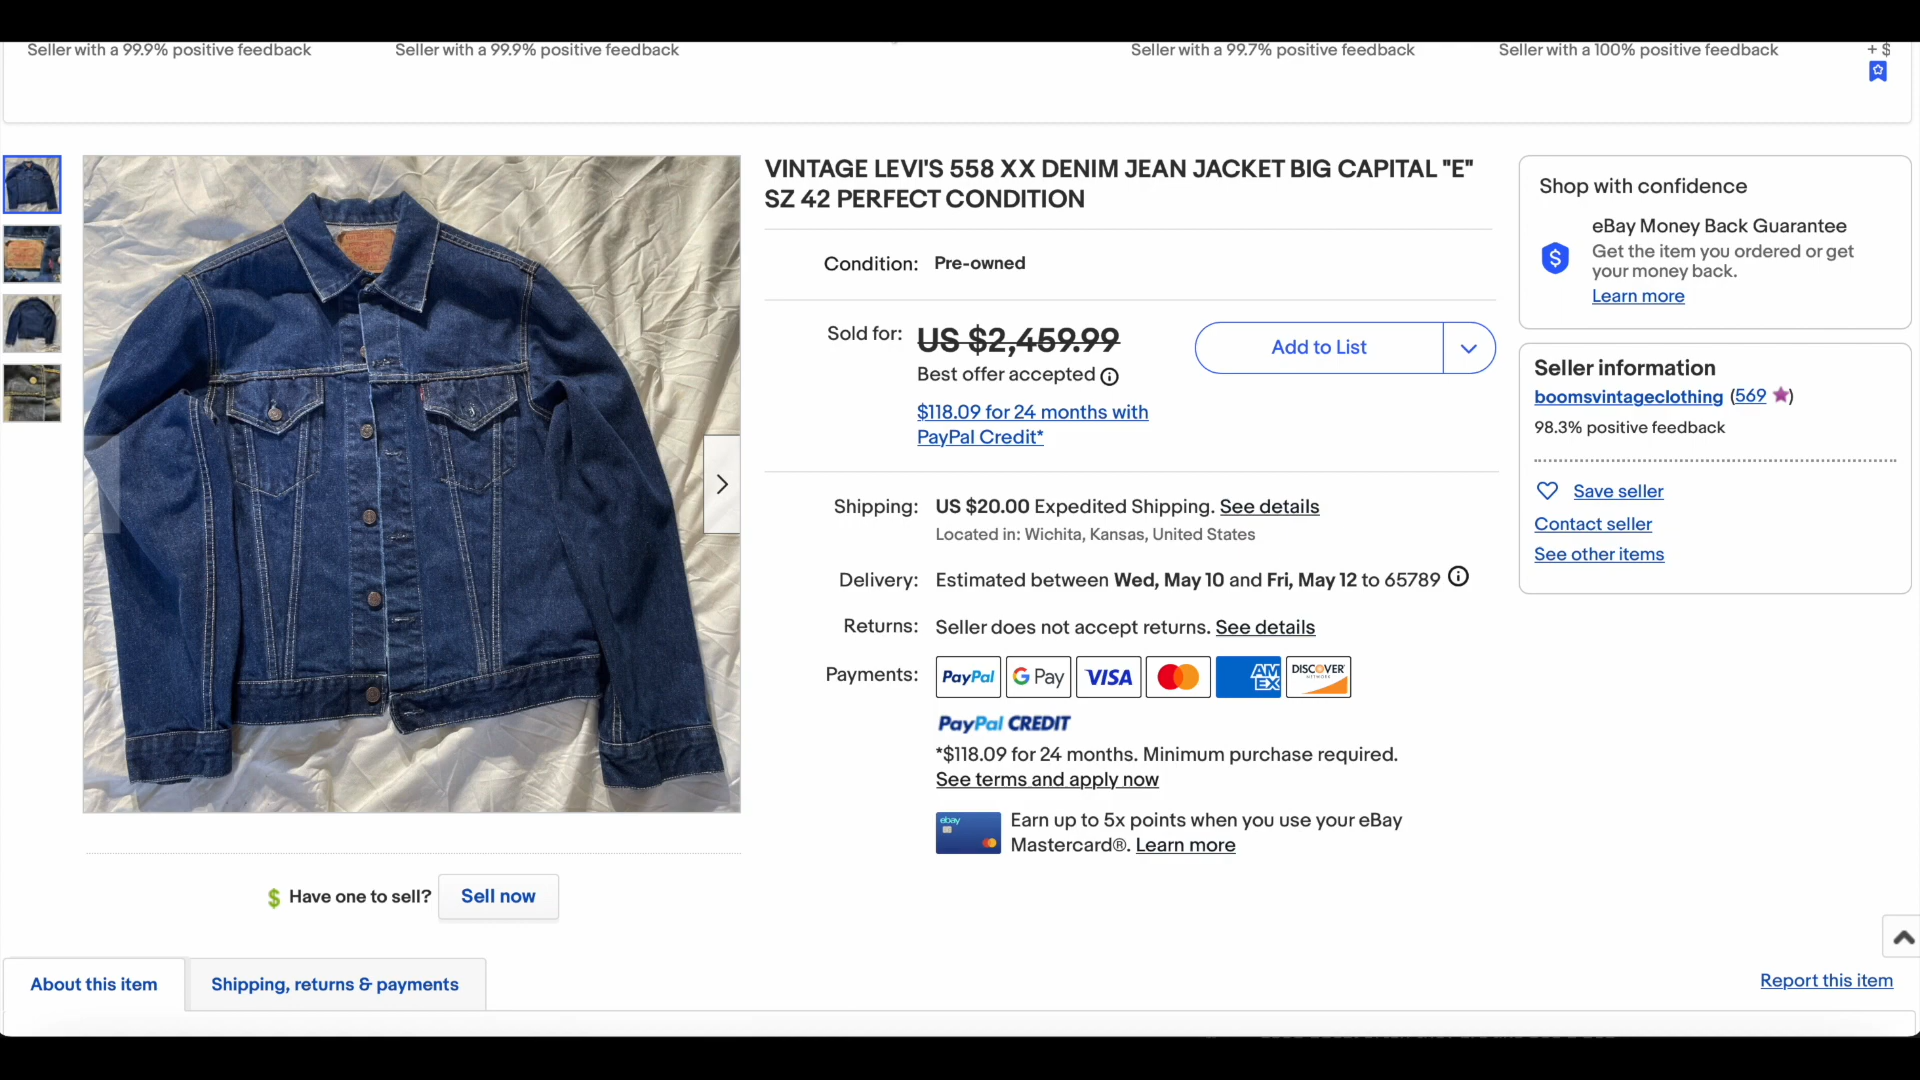 Seller with a 99.9% positive feedback
Seller with a 99.9% positive feedback
Seller with a 99.7% positive feedback
Seller with a 100% positive feedback
+ $
VINTAGE LEVI'S 558 XX DENIM JEAN JACKET BIG CAPITAL "E"
SZ 42 PERFECT CONDITION
Condition: Pre-owned
Sold for: US $2,459.99
Best offer accepted
$118.09 for 24 months with
PayPal Credit*
Add to List
Shipping: US $20.00 Expedited Shipping. See details
Located in: Wichita, Kansas, United States
Delivery: Estimated between Wed, May 10 and Fri, May 12 to 65789
Returns: Seller does not accept returns. See details
Payments: PayPal G Pay VISA AM EX DISCOVER NETWORK
PayPal CREDIT
*$118.09 for 24 months. Minimum purchase required.
See terms and apply now
ebay
Earn up to 5x points when you use your eBay
Mastercard®. Learn more
Shop with confidence
eBay Money Back Guarantee
Get the item you ordered or get
your money back.
Learn more
Seller information
boomsvintageclothing (569)
98.3% positive feedback
Save seller
Contact seller
See other items
Have one to sell? Sell now
About this item
Shipping, returns & payments
Report this item